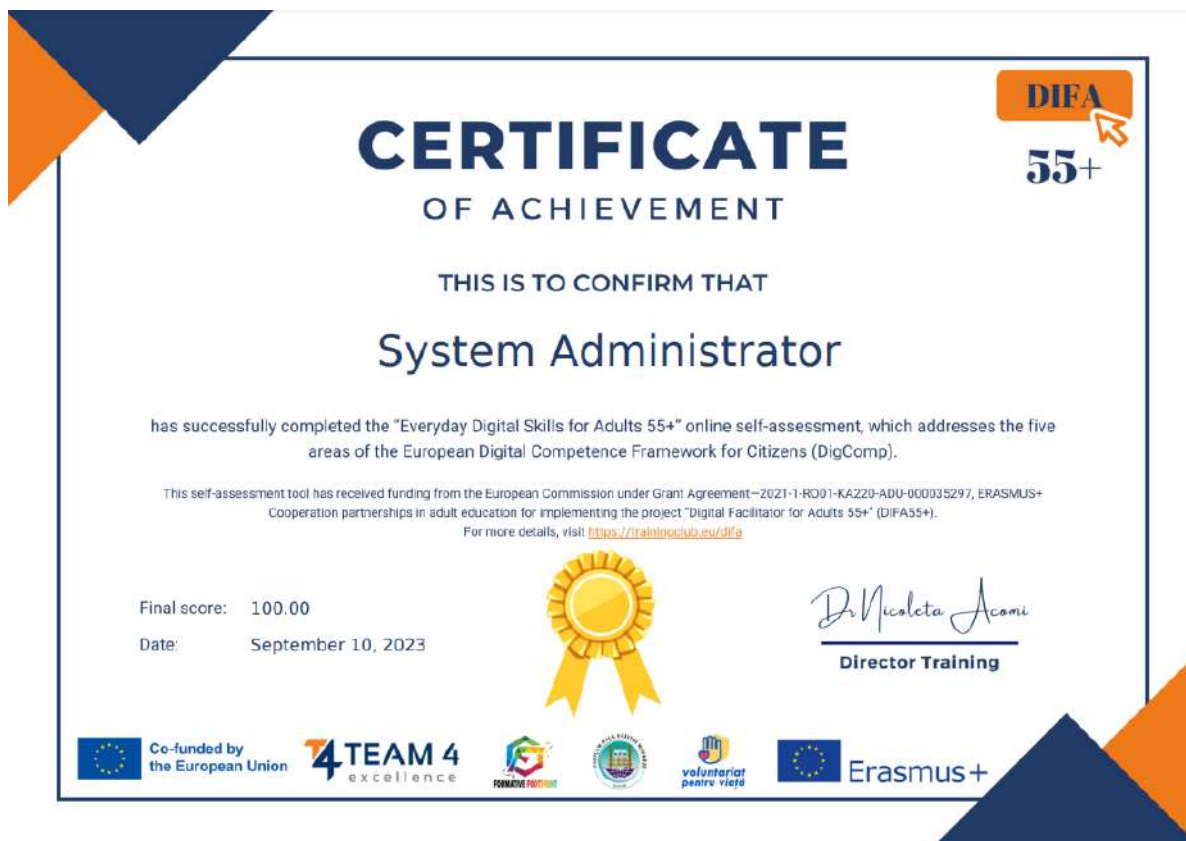 DIFA
55+
CERTIFICATE
OF ACHIEVEMENT
THIS IS TO CONFIRM THAT
System Administrator
has successfully completed the "Everyday Digital Skills for Adults 55+" online self-assessment, which addresses the five
areas of the European Digital Competence Framework for Citizens (DigComp).
This self-assessment tool has received funding from the European Commission under Grant Agreement—2021-1-RO01-KA220-ADU-000035297, ERASMUS+
Cooperation partnerships in adult education for implementing the project "Digital Facilitator for Adults 55+" (DIFA55+).
For more details, visit https://trainingclub.eu/difa
Final score: 100.00
Date: September 10, 2023
Dr Nicoleta Acomi
Director Training
Co-funded by
the European Union
T4 TEAM 4
excellence
FORMATIVE FOOTPRINT
voluntariat
pentru viață
Erasmus+